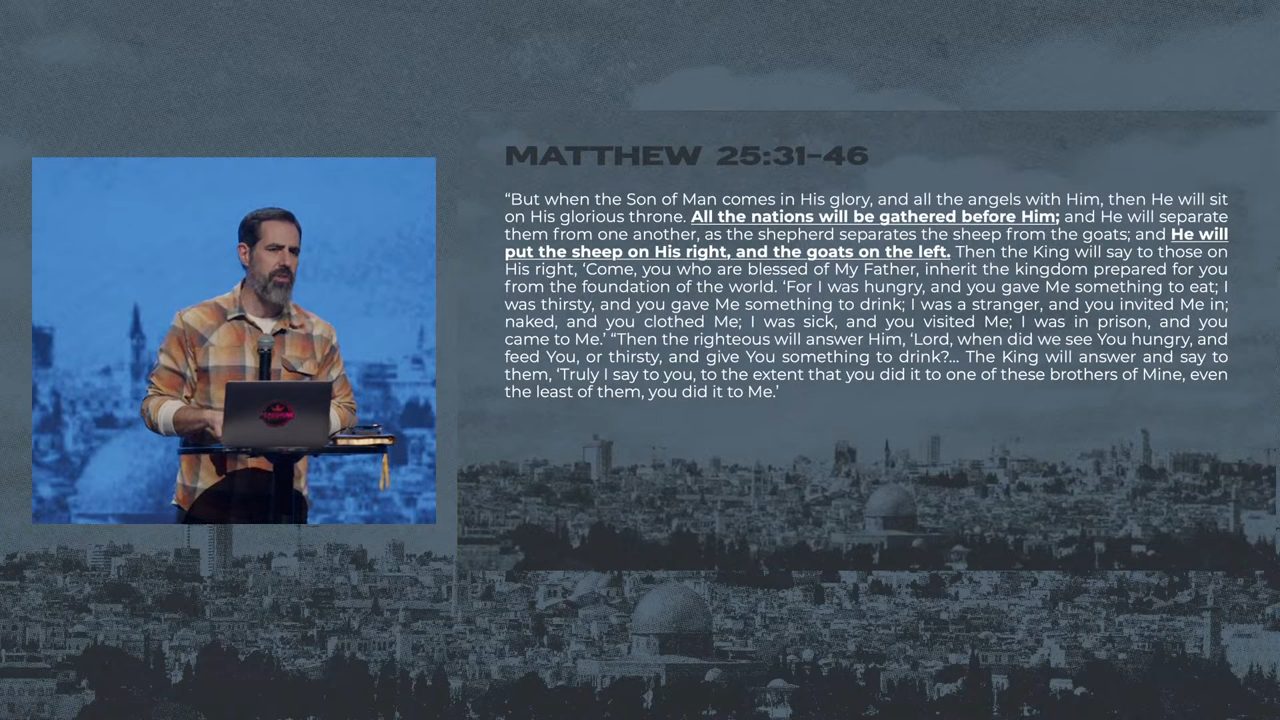 MATTHEW 25:31-46
“But when the Son of Man comes in His glory, and all the angels with Him, then He will sit
on His glorious throne. All the nations will be gathered before Him; and He will separate
them from one another, as the shepherd separates the sheep from the goats; and He will
put the sheep on His right, and the goats on the left. Then the King will say to those on
His right, ‘Come, you who are blessed of My Father, inherit the kingdom prepared for you
from the foundation of the world. ‘For I was hungry, and you gave Me something to eat; I
was thirsty, and you gave Me something to drink; I was a stranger, and you invited Me in;
naked, and you clothed Me; I was sick, and you visited Me; I was in prison, and you
came to Me.’ “Then the righteous will answer Him, ‘Lord, when did we see You hungry, and
feed You, or thirsty, and give You something to drink?... The King will answer and say to
them, ‘Truly I say to you, to the extent that you did it to one of these brothers of Mine, even
the least of them, you did it to Me.’